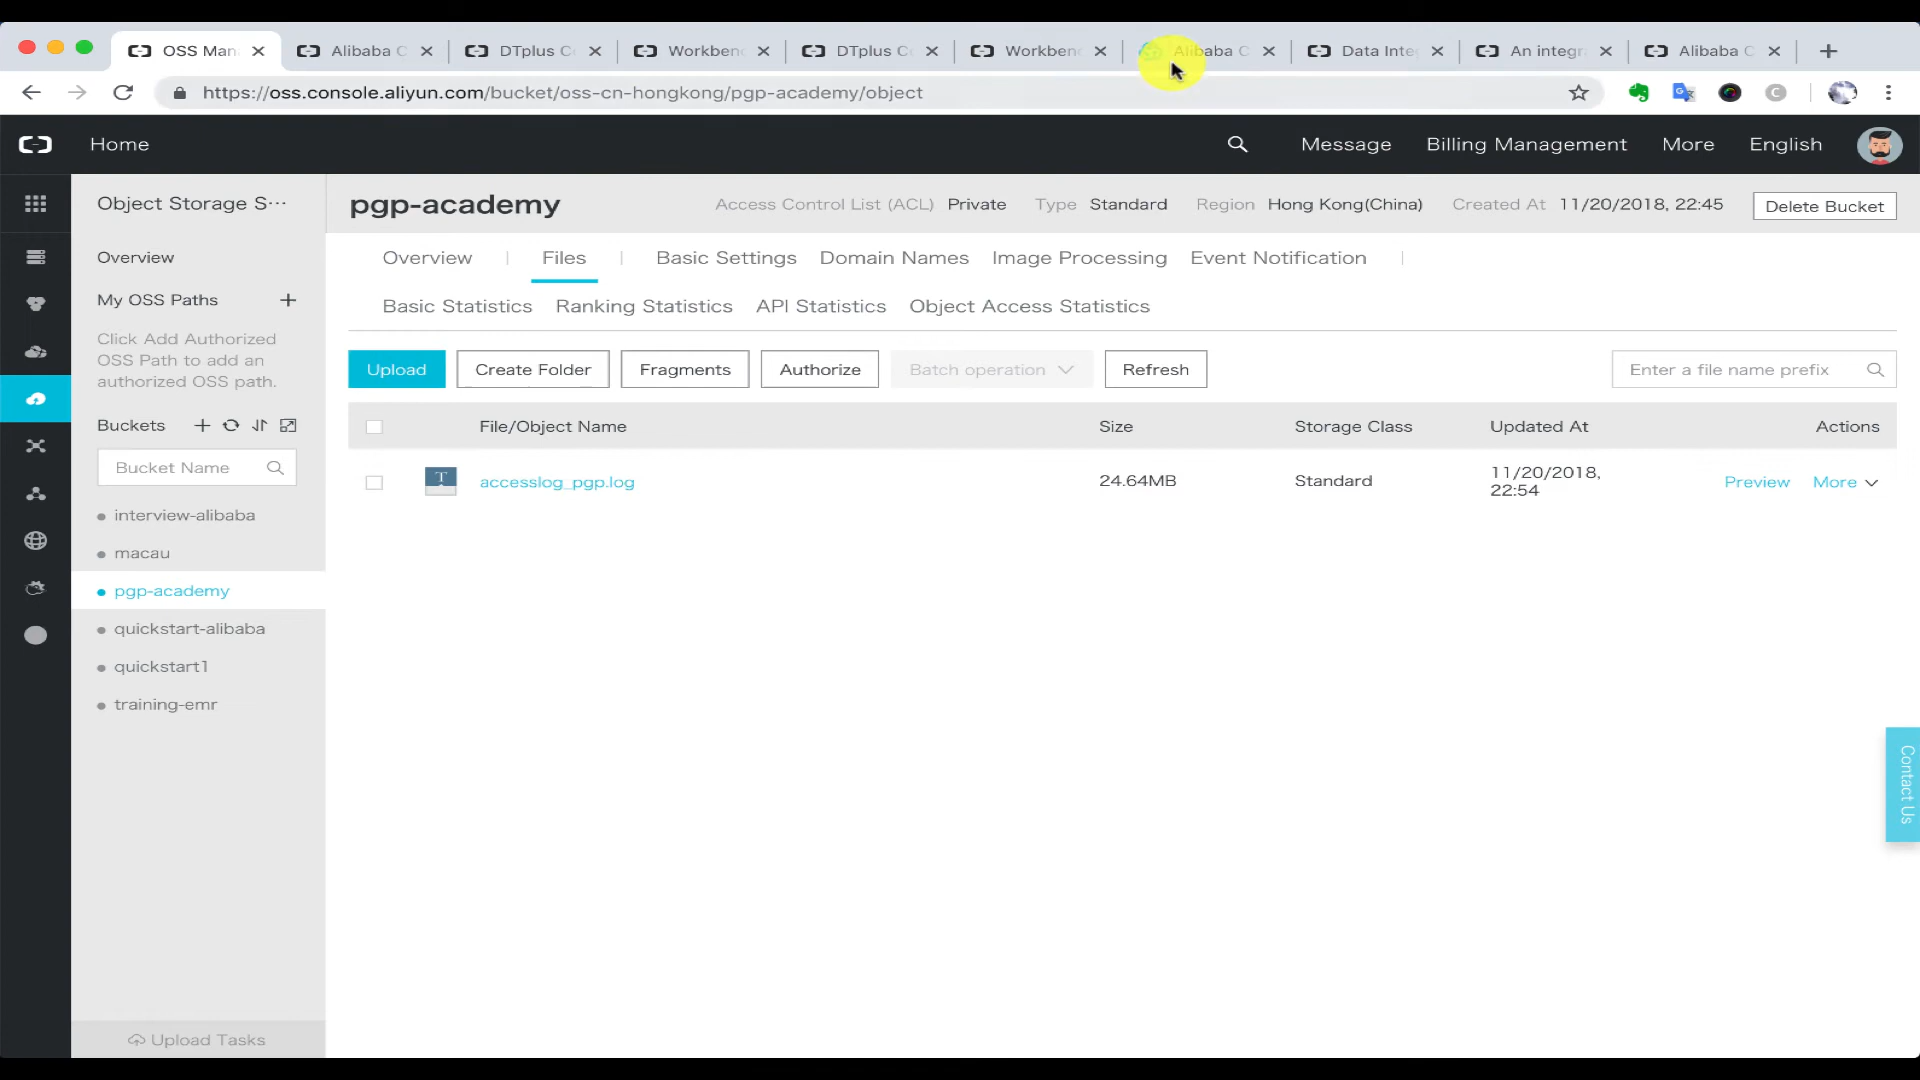 OSS Man
Alibaba C
DTplus C
Workben
DTplus C
Workben
Alibaba C
Data Inte
An integr
Alibaba C
https://oss.console.aliyun.com/bucket/oss-cn-hongkong/pgp-academy/object
Home
Message
Billing Management
More
English
Object Storage S···
pgp-academy
Access Control List (ACL) Private
Type Standard
Region Hong Kong(China)
Created At 11/20/2018, 22:45
Delete Bucket
Overview
My OSS Paths
Click Add Authorized
OSS Path to add an
authorized OSS path.
Buckets
Bucket Name
interview-alibaba
macau
pgp-academy
quickstart-alibaba
quickstart1
training-emr
Upload Tasks
Overview
Files
Basic Settings
Domain Names
Image Processing
Event Notification
Basic Statistics
Ranking Statistics
API Statistics
Object Access Statistics
Upload
Create Folder
Fragments
Authorize
Batch operation
Refresh
Enter a file name prefix
File/Object Name
Size
Storage Class
Updated At
Actions
T
accesslog_pgp.log
24.64MB
Standard
11/20/2018,
22:54
Preview
More
Contact Us